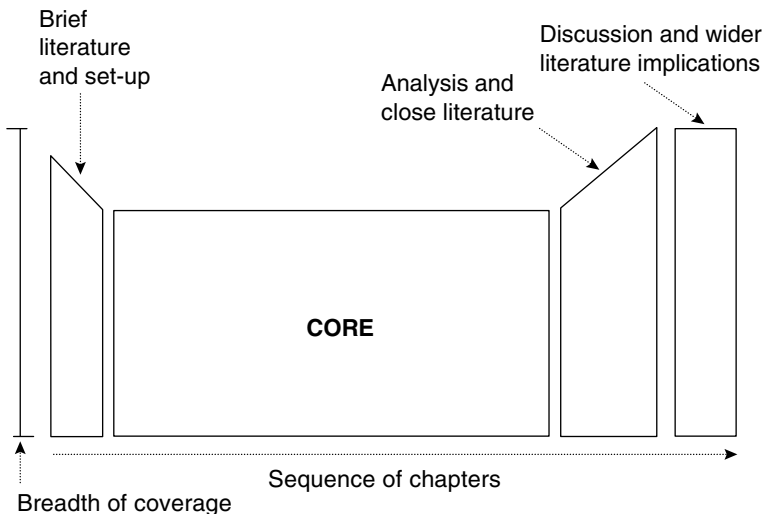 Brief
literature
and set-up
Analysis and
close literature
Discussion and wider
literature implications
CORE
Sequence of chapters
Breadth of coverage